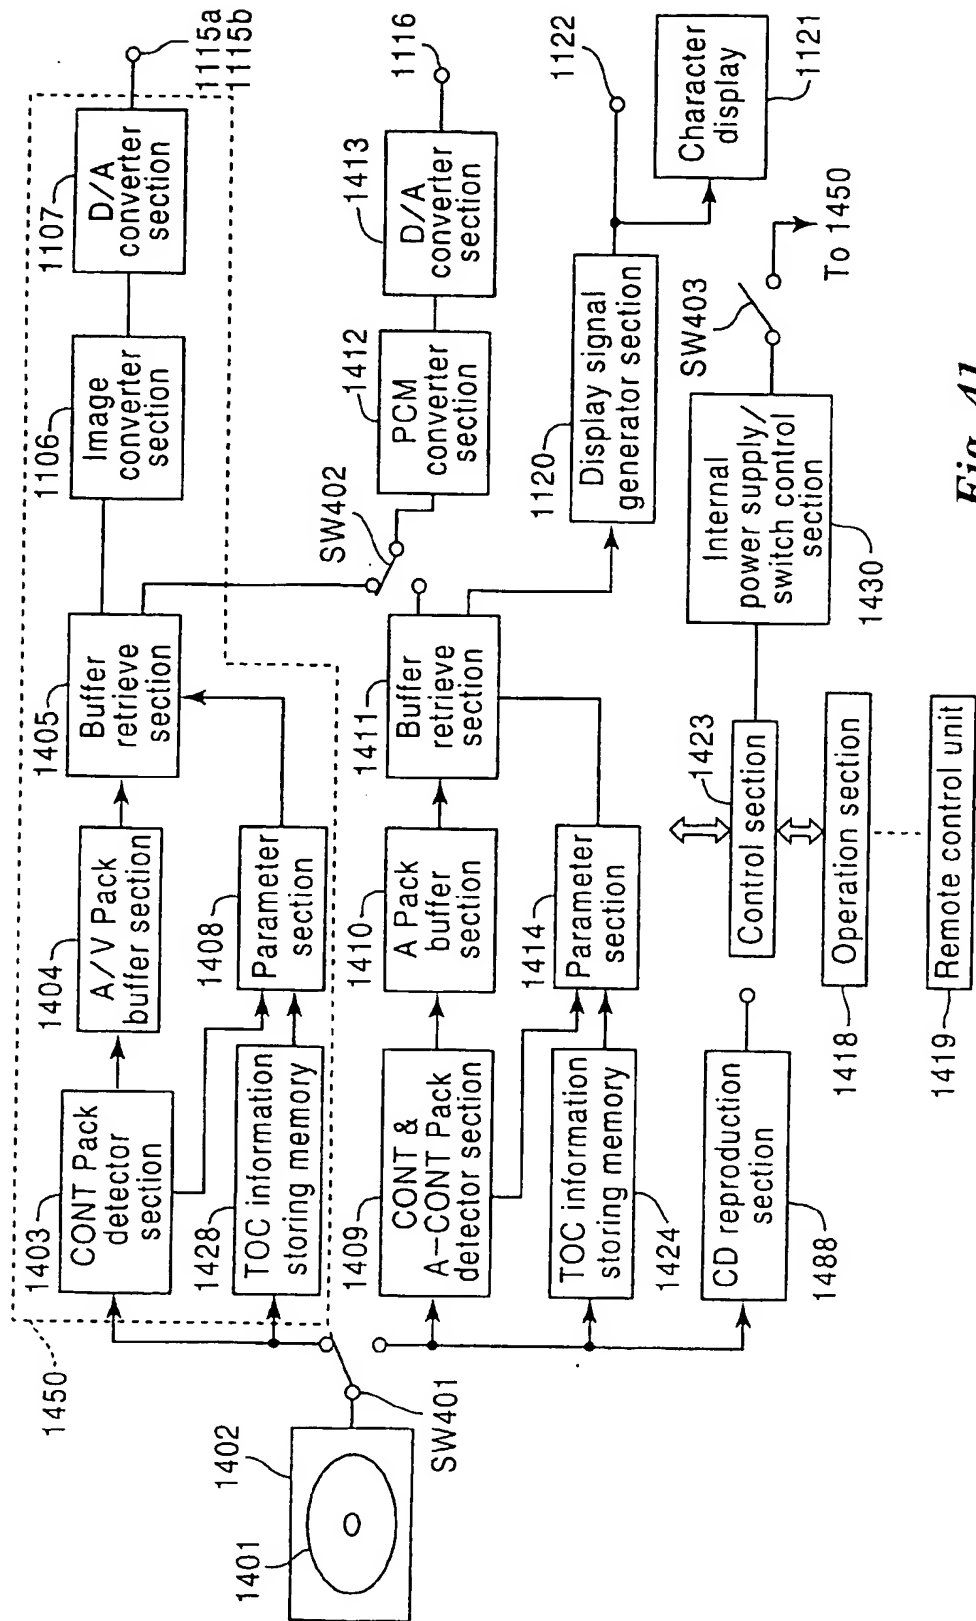 1401
1402
SW401
1450
1403
CONT Pack
detector
section
1404
A/V Pack
buffer section
1405
Buffer
retrieve
section
1106
Image
converter
section
1107
D/A
converter
section
1115a
1115b
1428
TOC information
storing memory
1408
Parameter
section
1409
CONT &
A-CONT Pack
detector section
1410
A Pack
buffer
section
1411
Buffer
retrieve
section
SW402
1412
PCM
converter
section
1413
D/A
converter
section
1116
TOC information
storing memory
1424
1414
Parameter
section
1120
Display signal
generator section
1122
Character
display
1121
CD reproduction
section
1488
1423
Control section
Internal
power supply/
switch control
section
1430
SW403
To 1450
1418
Operation section
1419
Remote control unit
Fig. 41